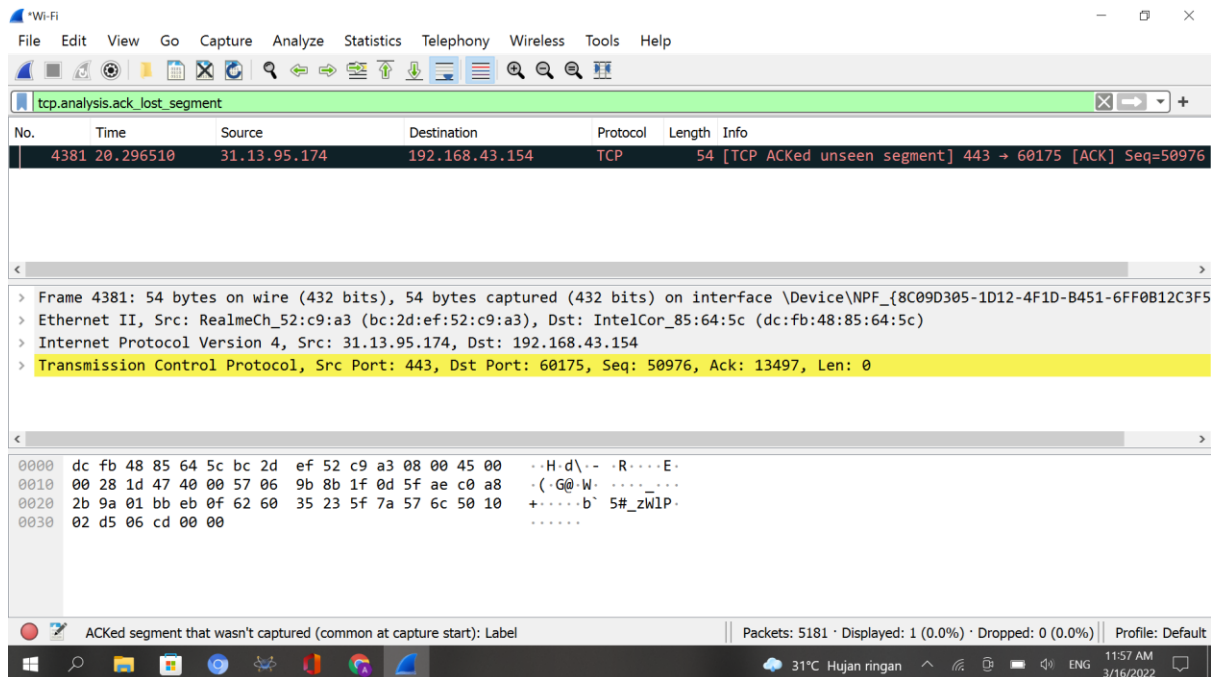 *Wi-Fi
File Edit View Go Capture Analyze Statistics Telephony Wireless Tools Help
tcp.analysis.ack_lost_segment
No. Time Source Destination Protocol Length Info
4381 20.296510 31.13.95.174 192.168.43.154 TCP 54 [TCP ACKed unseen segment] 443 → 60175 [ACK] Seq=50976
Frame 4381: 54 bytes on wire (432 bits), 54 bytes captured (432 bits) on interface \Device\NPF_{8C09D305-1D12-4F1D-B451-6FF0B12C3F5
Ethernet II, Src: RealmeCh_52:c9:a3 (bc:2d:ef:52:c9:a3), Dst: IntelCor_85:64:5c (dc:fb:48:85:64:5c)
Internet Protocol Version 4, Src: 31.13.95.174, Dst: 192.168.43.154
Transmission Control Protocol, Src Port: 443, Dst Port: 60175, Seq: 50976, Ack: 13497, Len: 0
0000 dc fb 48 85 64 5c bc 2d ef 52 c9 a3 08 00 45 00 ··H·d\·- ·R····E·
0010 00 28 1d 47 40 00 57 06 9b 8b 1f 0d 5f ae c0 a8 ·(·G@·W· ····_···
0020 2b 9a 01 bb eb 0f 62 60 35 23 5f 7a 57 6c 50 10 +·····b` 5#_zWlP·
0030 02 d5 06 cd 00 00 ······
ACKed segment that wasn't captured (common at capture start): Label Packets: 5181 · Displayed: 1 (0.0%) · Dropped: 0 (0.0%) Profile: Default
31°C Hujan ringan ENG 11:57 AM
3/16/2022